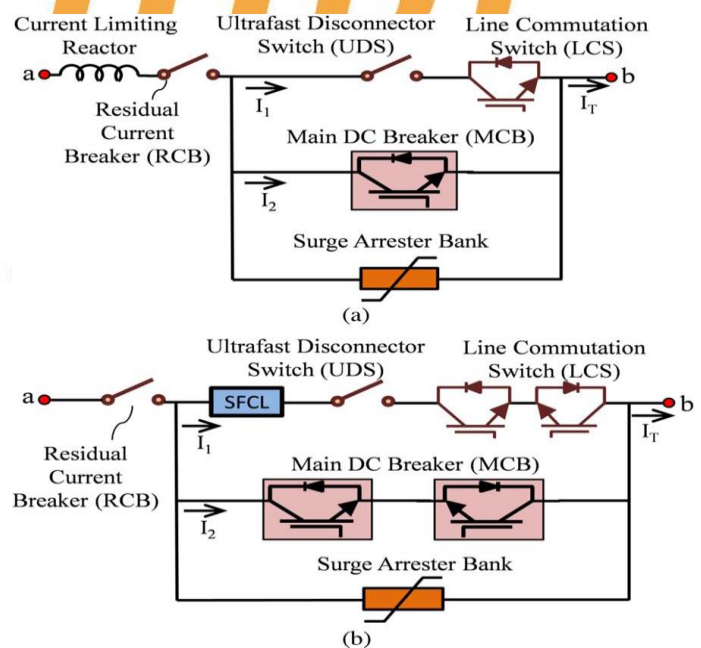 Current Limiting
Reactor
Ultrafast Disconnector
Switch (UDS)
Line Commutation
Switch (LCS)
a
b
I1
IT
Residual
Current
Breaker (RCB)
Main DC Breaker (MCB)
I2
Surge Arrester Bank
(a)
Ultrafast Disconnector
Switch (UDS)
Line Commutation
Switch (LCS)
a
SFCL
b
I1
IT
Residual
Current
Breaker (RCB)
Main DC Breaker (MCB)
I2
Surge Arrester Bank
(b)